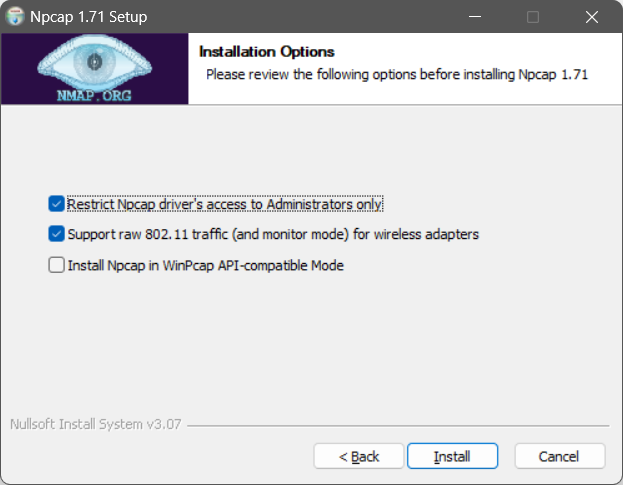 Npcap 1.71 Setup
NMAP.ORG
Installation Options
Please review the following options before installing Npcap 1.71
Restrict Npcap driver's access to Administrators only
Support raw 802.11 traffic (and monitor mode) for wireless adapters
Install Npcap in WinPcap API-compatible Mode
Nullsoft Install System v3.07
< Back
Install
Cancel